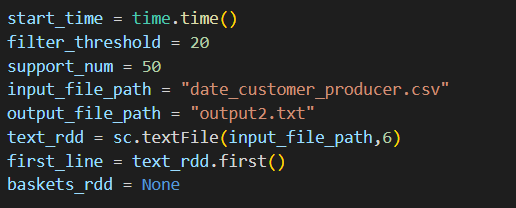 start_time = time.time()
filter_threshold = 20
support_num = 50
input_file_path = "date_customer_producer.csv"
output_file_path = "output2.txt"
text_rdd = sc.textFile(input_file_path,6)
first_line = text_rdd.first()
baskets_rdd = None